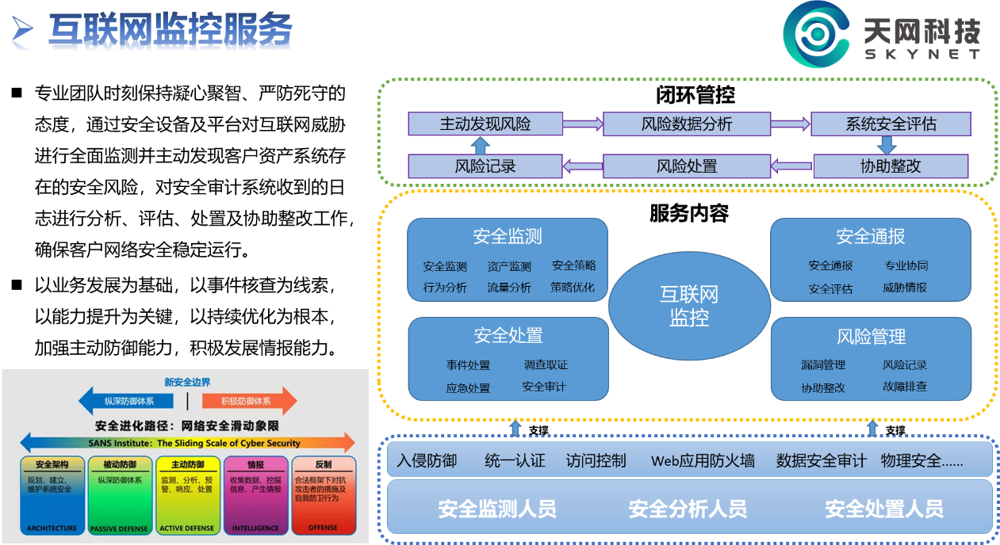 互联网监控服务
天网科技
SKYNET
专业团队时刻保持凝心聚智、严防死守的
态度，通过安全设备及平台对互联网威胁
进行全面监测并主动发现客户资产系统存
在的安全风险，对安全审计系统收到的日
志进行分析、评估、处置及协助整改工作，
确保客户网络安全稳定运行。
以业务发展为基础，以事件核查为线索，
以能力提升为关键，以持续优化为根本，
加强主动防御能力，积极发展情报能力。
新安全边界
纵深防御体系
积极防御体系
安全进化路径：网络安全滑动象限
SANS Institute：The Sliding Scale of Cyber Security
安全架构
规划、建立、
维护系统安全
ARCHITECTURE
被动防御
纵深防御体系
PASSIVE DEFENSE
主动防御
监测、分析、预
警、响应、处置
ACTIVE DEFENSE
情报
收集数据、挖掘
信息、产生情报
INTELLIGENCE
反制
合法框架下对抗
攻击者的措施及
自我防卫行为
OFFENSE
闭环管控
主动发现风险
风险数据分析
系统安全评估
风险记录
风险处置
协助整改
服务内容
安全监测
安全监测 资产监测 安全策略
行为分析 流量分析 策略优化
安全通报
安全通报 专业协同
安全评估 威胁情报
互联网
监控
安全处置
事件处置 调查取证
应急处置 安全审计
风险管理
漏洞管理 风险记录
协助整改 故障排查
支撑
支撑
入侵防御 统一认证 访问控制 Web应用防火墙 数据安全审计 物理安全......
安全监测人员 安全分析人员 安全处置人员